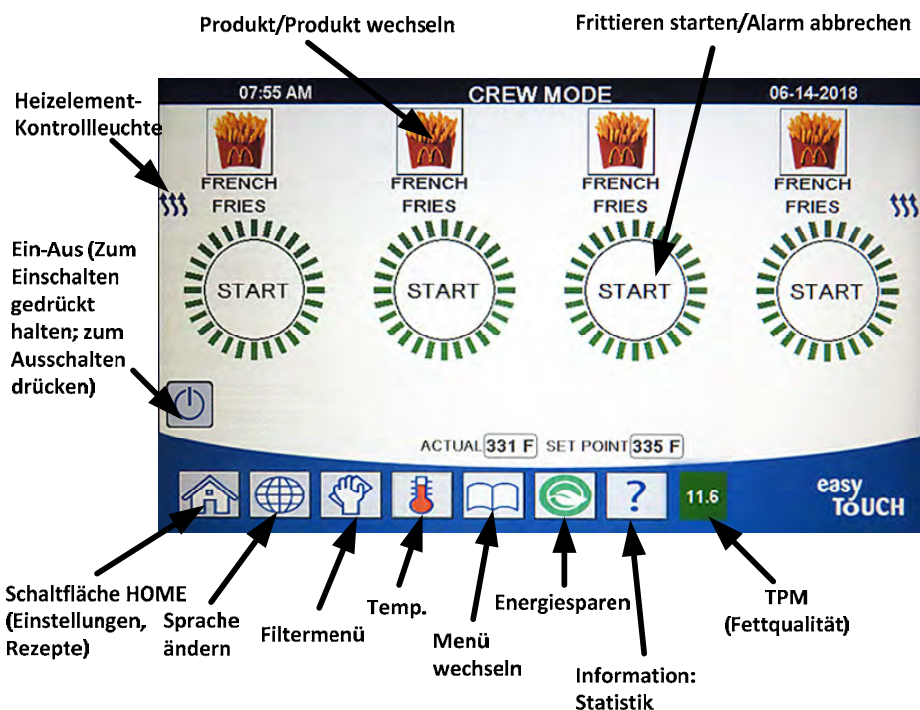 Produkt/Produkt wechseln
Frittieren starten/Alarm abbrechen
Heizelement-
Kontrollleuchte
07:55 AM
CREW MODE
06-14-2018
FRENCH
FRIES
FRENCH
FRIES
FRENCH
FRIES
FRENCH
FRIES
Ein-Aus (Zum
Einschalten
gedrückt
halten; zum
Ausschalten
drücken)
START
START
START
START
ACTUAL 331 F SET POINT 335 F
?
11.6
easy
TOUCH
Schaltfläche HOME
(Einstellungen,
Rezepte)
Sprache
ändern
Filtermenü
Temp.
Menü
wechseln
Energiesparen
Information:
Statistik
TPM
(Fettqualität)